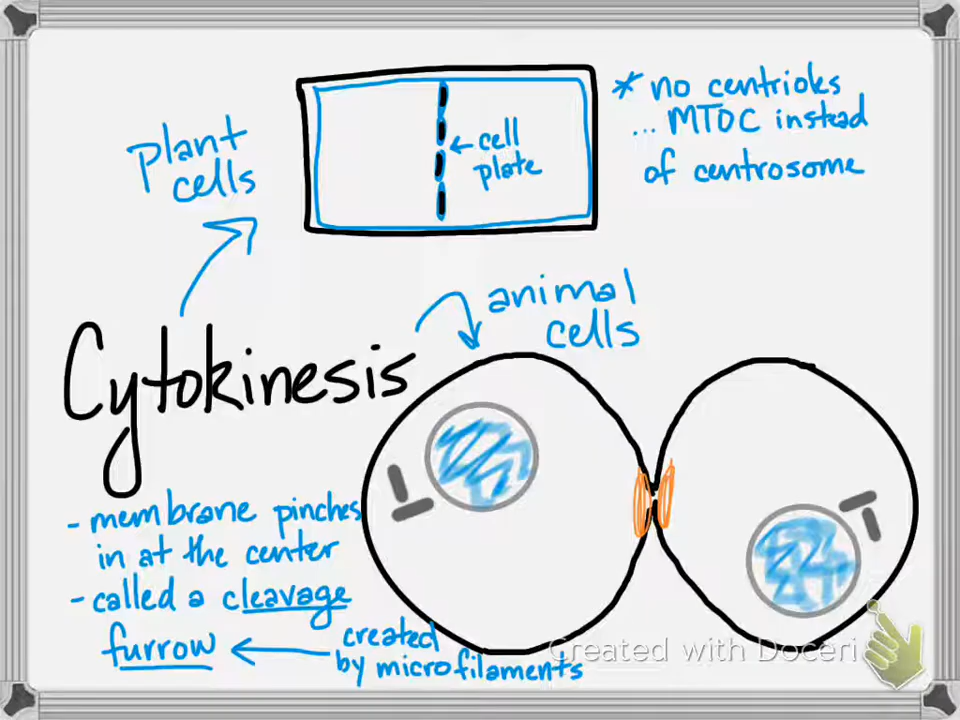 plant
cells
← cell
plate
* no centrioles
... MTOC instead
of centrosome
Cytokinesis
animal
cells
- membrane pinches
in at the center
- called a cleavage
furrow ← created
by microfilaments
Created with Doceri